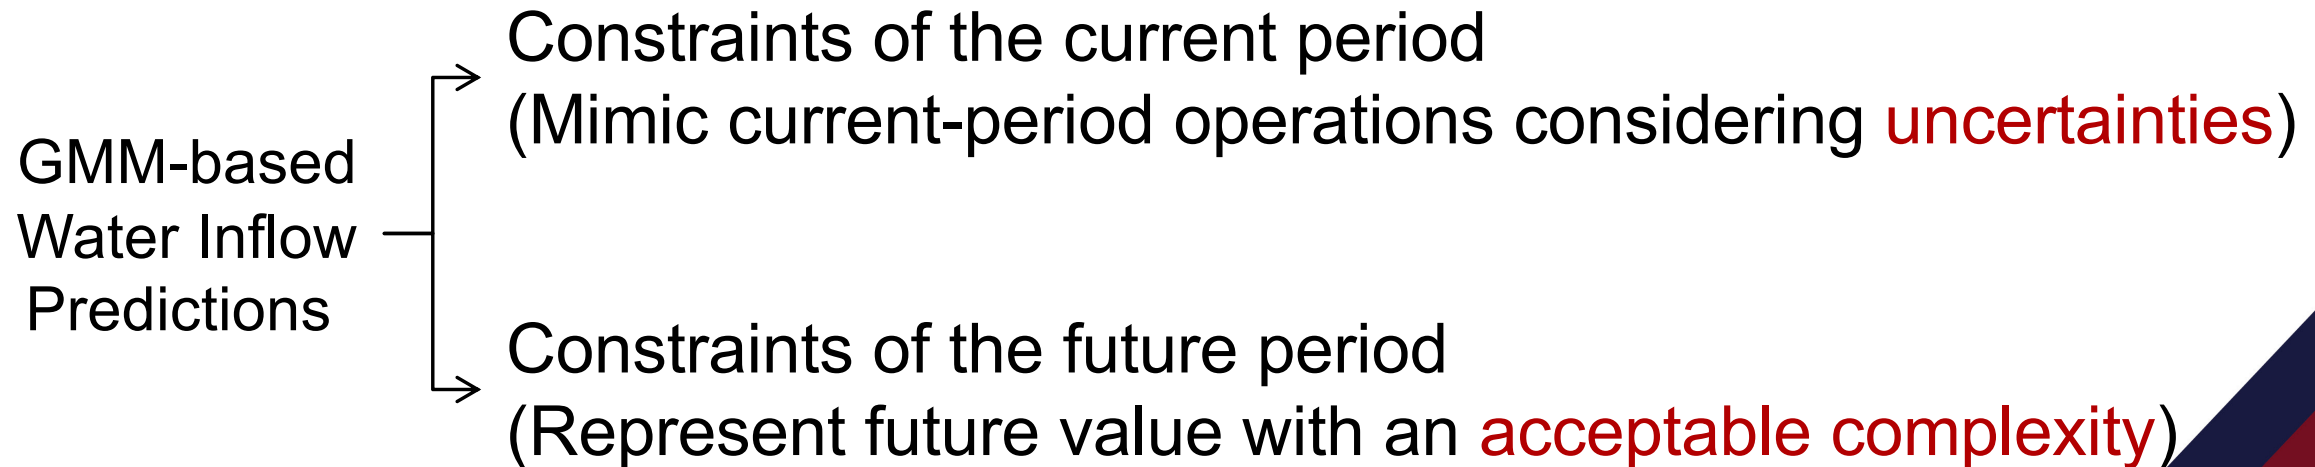 GMM-based
Water Inflow
Predictions
Constraints of the current period
(Mimic current-period operations considering uncertainties)
Constraints of the future period
(Represent future value with an acceptable complexity)